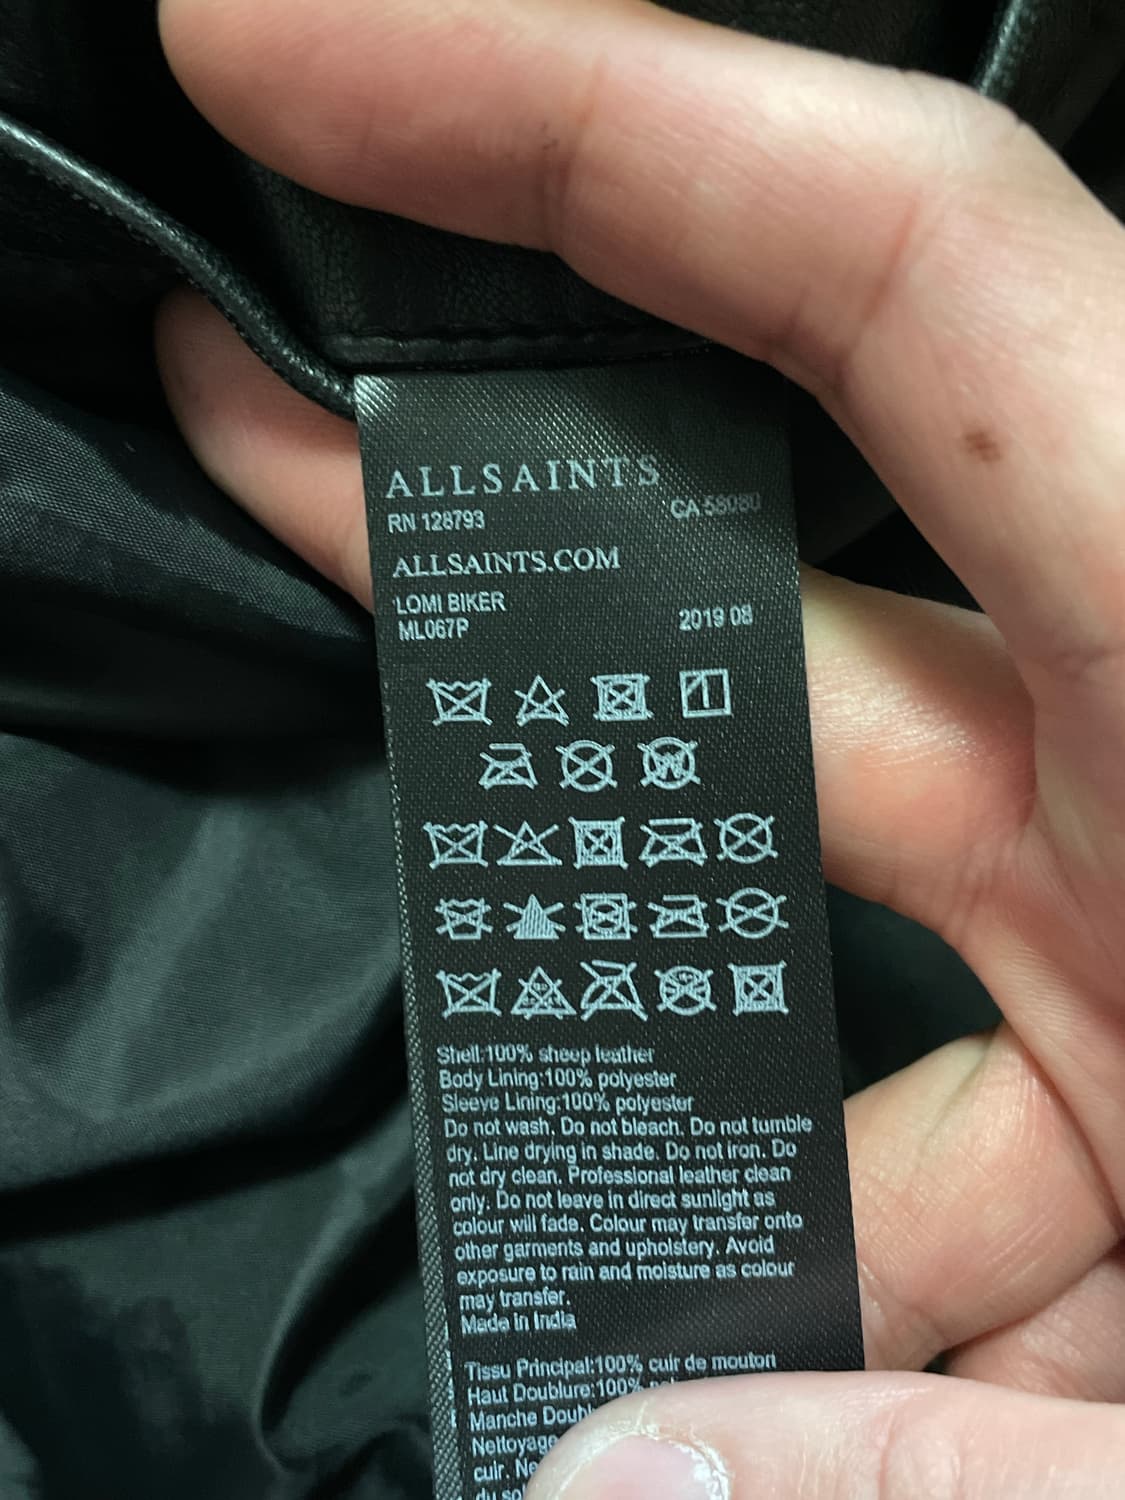 ALLSAINTS
RN 128793 CA 58080
ALLSAINTS.COM
LOMI BIKER
ML067P 2019 08
W
Shell:100% sheep leather
Body Lining:100% polyester
Sleeve Lining:100% polyester
Do not wash. Do not bleach. Do not tumble
dry. Line drying in shade. Do not iron. Do
not dry clean. Professional leather clean
only. Do not leave in direct sunlight as
colour will fade. Colour may transfer onto
other garments and upholstery. Avoid
exposure to rain and moisture as colour
may transfer.
Made in India
Tissu Principal:100% cuir de mouton
Haut Doublure:100%
Manche
Nettoyage
cuir.
du